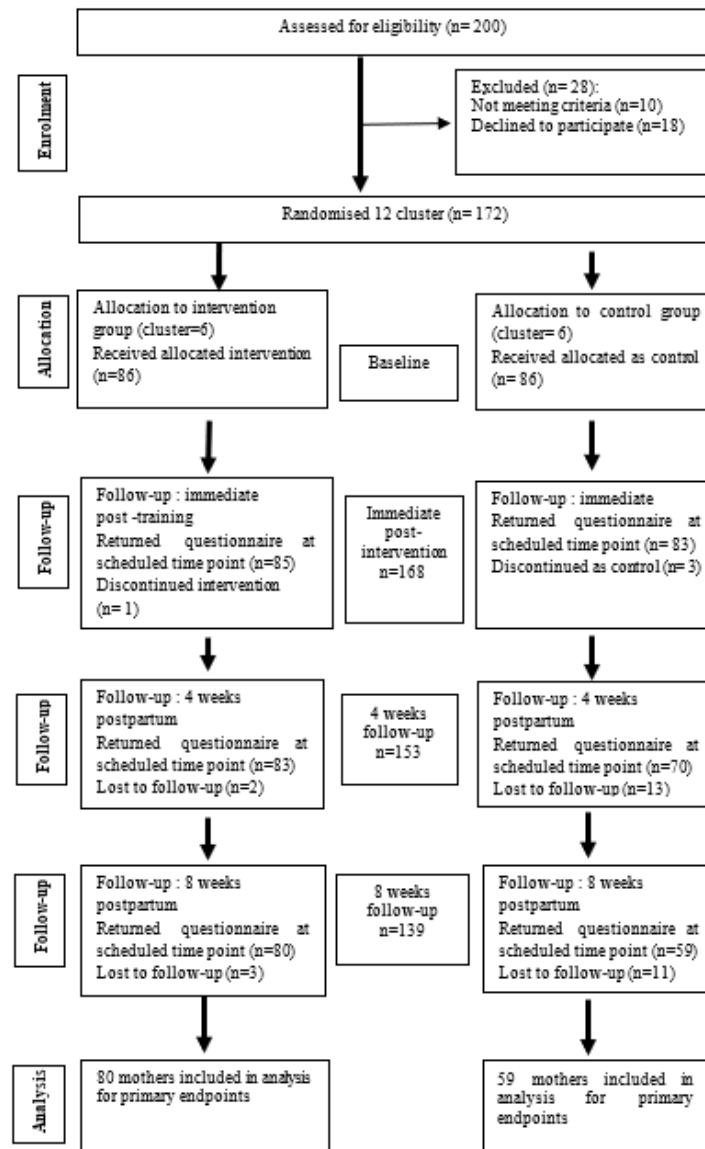 Assessed for eligibility (n= 200)
Enrolment
Excluded (n= 28):
Not meeting criteria (n=10)
Declined to participate (n=18)
Randomised 12 cluster (n= 172)
Allocation
Allocation to intervention
group (cluster=6)
Received allocated intervention
(n=86)
Baseline
Allocation to control group
(cluster= 6)
Received allocated as control
(n= 86)
Follow-up
Follow-up : immediate
post -training
Returned questionnaire at
scheduled time point (n=85)
Discontinued intervention
(n= 1)
Immediate
post-
intervention
n=168
Follow-up : immediate
Returned questionnaire at
scheduled time point (n= 83)
Discontinued as control (n= 3)
Follow-up
Follow-up : 4 weeks
postpartum
Returned questionnaire at
scheduled time point (n=83)
Lost to follow-up (n=2)
4 weeks
follow-up
n=153
Follow-up : 4 weeks
postpartum
Returned questionnaire at
scheduled time point (n=70)
Lost to follow-up (n=13)
Follow-up
Follow-up : 8 weeks
postpartum
Returned questionnaire at
scheduled time point (n=80)
Lost to follow-up (n=3)
8 weeks
follow-up
n=139
Follow-up : 8 weeks
postpartum
Returned questionnaire at
scheduled time point (n=59)
Lost to follow-up (n=11)
Analysis
80 mothers included in analysis
for primary endpoints
59 mothers included in
analysis for primary
endpoints